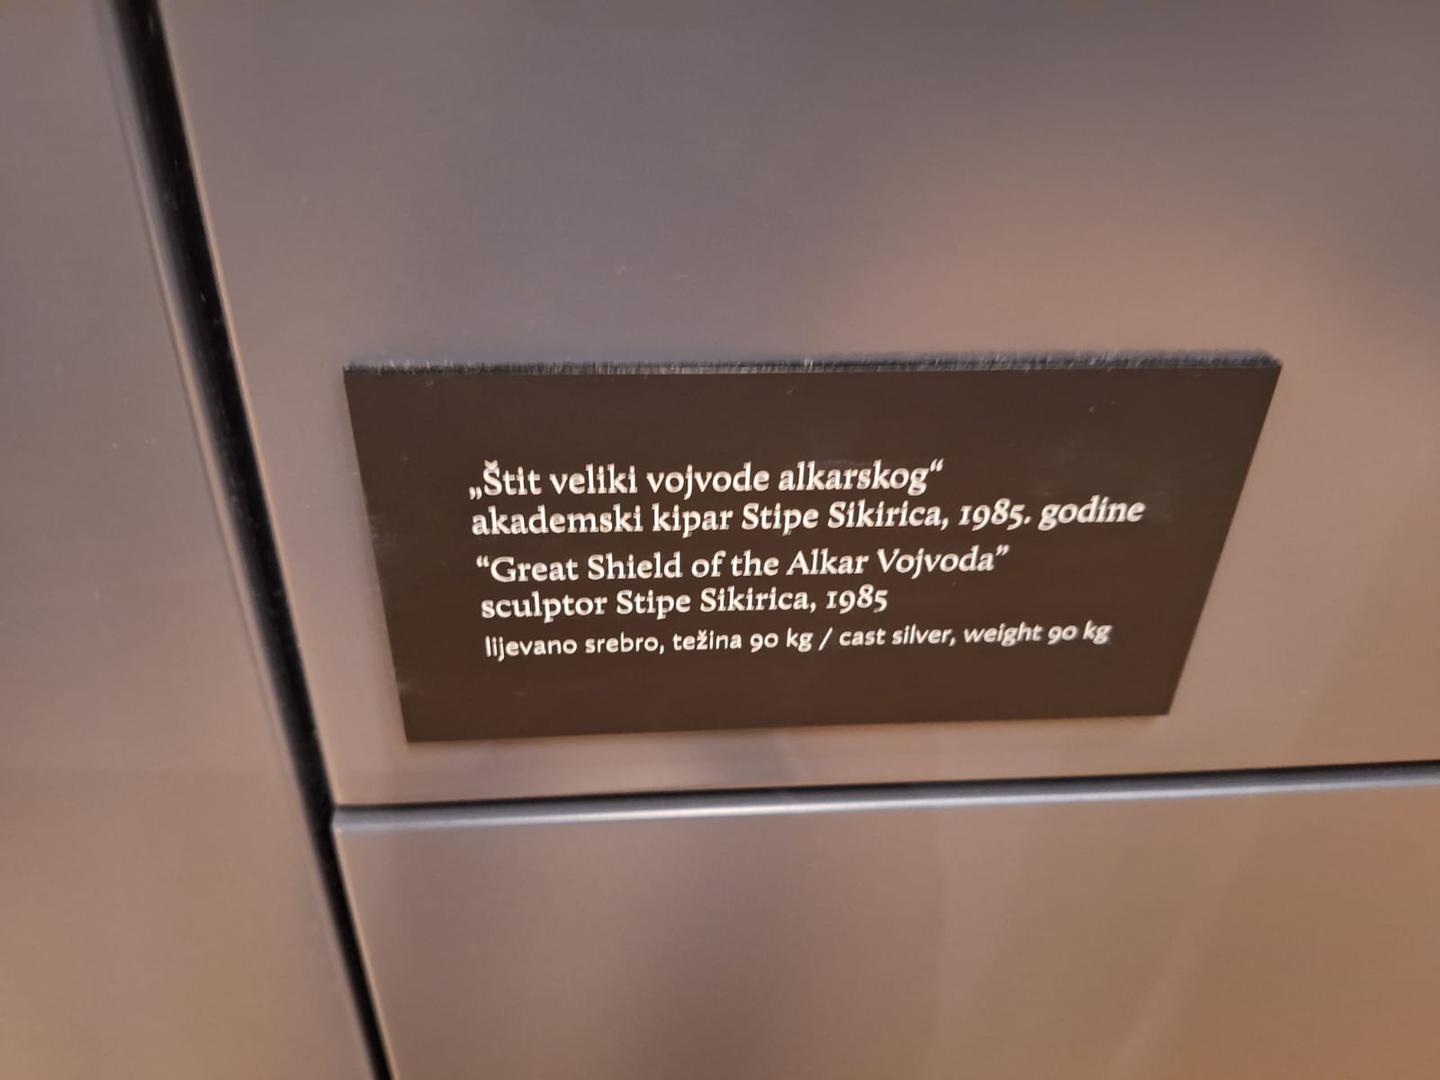 „Štit veliki vojvode alkarskog“
akademski kipar Stipe Sikirica, 1985. godine
“Great Shield of the Alkar Vojvoda”
sculptor Stipe Sikirica, 1985
lijevano srebro, težina 90 kg / cast silver, weight 90 kg